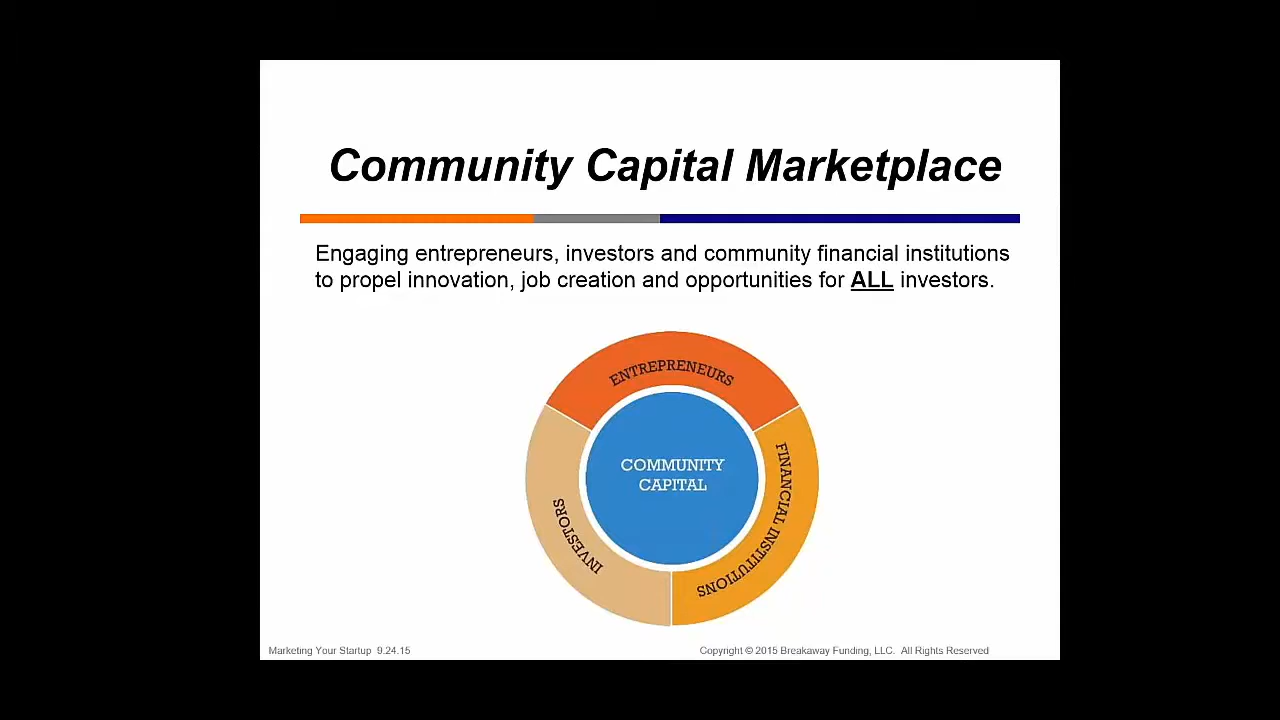 Community Capital Marketplace
Engaging entrepreneurs, investors and community financial institutions
to propel innovation, job creation and opportunities for ALL investors.
ENTREPRENEURS
COMMUNITY
CAPITAL
FINANCIAL INSTITUTIONS
INVESTORS
Marketing Your Startup 9.24.15
Copyright © 2015 Breakaway Funding, LLC. All Rights Reserved